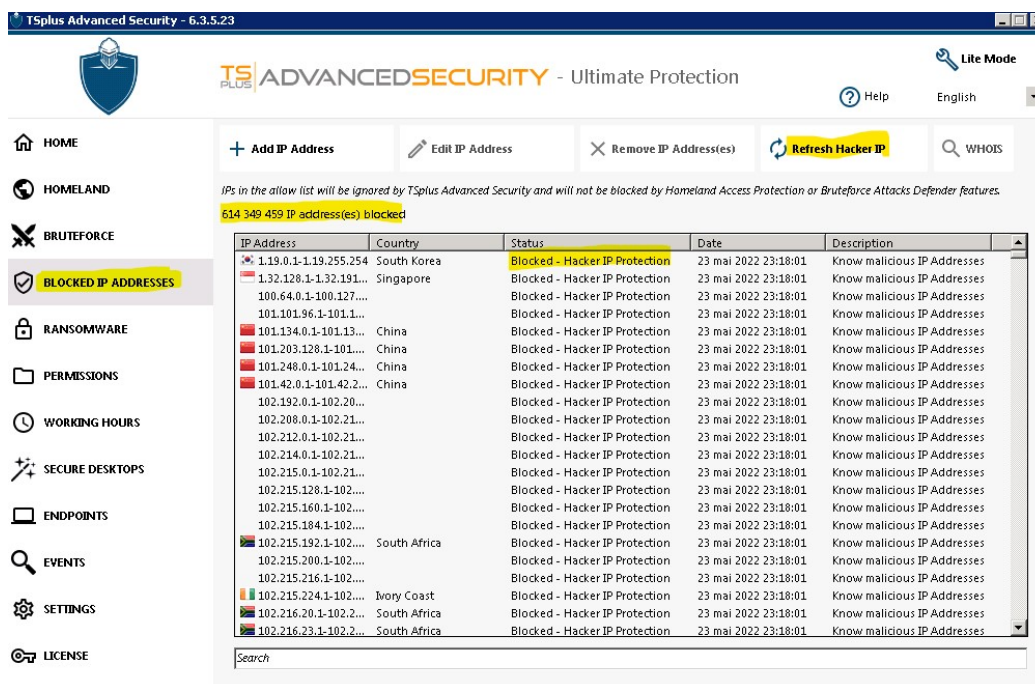 TSplus Advanced Security - 6.3.5.23
TS PLUS ADVANCEDSECURITY - Ultimate Protection
Lite Mode
Help
English
HOME
HOMELAND
BRUTEFORCE
BLOCKED IP ADDRESSES
RANSOMWARE
PERMISSIONS
WORKING HOURS
SECURE DESKTOPS
ENDPOINTS
EVENTS
SETTINGS
LICENSE
+ Add IP Address Edit IP Address Remove IP Address(es) Refresh Hacker IP WHOIS
IPs in the allow list will be ignored by TSplus Advanced Security and will not be blocked by Homeland Access Protection or Bruteforce Attacks Defender features.
614 349 459 IP address(es) blocked
IP Address Country Status Date Description
1.19.0.1-1.19.255.254 South Korea Blocked - Hacker IP Protection 23 mai 2022 23:18:01 Know malicious IP Addresses
1.32.128.1-1.32.191... Singapore Blocked - Hacker IP Protection 23 mai 2022 23:18:01 Know malicious IP Addresses
100.64.0.1-100.127.... Blocked - Hacker IP Protection 23 mai 2022 23:18:01 Know malicious IP Addresses
101.101.96.1-101.1... Blocked - Hacker IP Protection 23 mai 2022 23:18:01 Know malicious IP Addresses
101.134.0.1-101.13... China Blocked - Hacker IP Protection 23 mai 2022 23:18:01 Know malicious IP Addresses
101.203.128.1-101.... China Blocked - Hacker IP Protection 23 mai 2022 23:18:01 Know malicious IP Addresses
101.248.0.1-101.24... China Blocked - Hacker IP Protection 23 mai 2022 23:18:01 Know malicious IP Addresses
101.42.0.1-101.42.2... China Blocked - Hacker IP Protection 23 mai 2022 23:18:01 Know malicious IP Addresses
102.192.0.1-102.20... Blocked - Hacker IP Protection 23 mai 2022 23:18:01 Know malicious IP Addresses
102.208.0.1-102.21... Blocked - Hacker IP Protection 23 mai 2022 23:18:01 Know malicious IP Addresses
102.212.0.1-102.21... Blocked - Hacker IP Protection 23 mai 2022 23:18:01 Know malicious IP Addresses
102.214.0.1-102.21... Blocked - Hacker IP Protection 23 mai 2022 23:18:01 Know malicious IP Addresses
102.215.0.1-102.21... Blocked - Hacker IP Protection 23 mai 2022 23:18:01 Know malicious IP Addresses
102.215.128.1-102.... Blocked - Hacker IP Protection 23 mai 2022 23:18:01 Know malicious IP Addresses
102.215.160.1-102.... Blocked - Hacker IP Protection 23 mai 2022 23:18:01 Know malicious IP Addresses
102.215.184.1-102.... Blocked - Hacker IP Protection 23 mai 2022 23:18:01 Know malicious IP Addresses
102.215.192.1-102.... South Africa Blocked - Hacker IP Protection 23 mai 2022 23:18:01 Know malicious IP Addresses
102.215.200.1-102.... Blocked - Hacker IP Protection 23 mai 2022 23:18:01 Know malicious IP Addresses
102.215.216.1-102.... Blocked - Hacker IP Protection 23 mai 2022 23:18:01 Know malicious IP Addresses
102.215.224.1-102.... Ivory Coast Blocked - Hacker IP Protection 23 mai 2022 23:18:01 Know malicious IP Addresses
102.216.20.1-102.2... South Africa Blocked - Hacker IP Protection 23 mai 2022 23:18:01 Know malicious IP Addresses
102.216.23.1-102.2... South Africa Blocked - Hacker IP Protection 23 mai 2022 23:18:01 Know malicious IP Addresses
Search